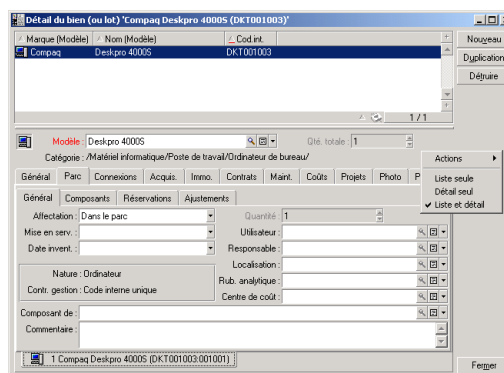 Détail du bien (ou lot) 'Compaq Deskpro 4000S (DKT001003)'
Marque (Modèle) Nom (Modèle) Cod.int.
Compaq Deskpro 4000S DKT001003
1 / 1
Nouveau
Duplication
Détruire
Modèle : Deskpro 4000S Qté. totale : 1
Catégorie : /Matériel informatique/Poste de travail/Ordinateur de bureau/
Actions
Liste seule
Détail seul
Liste et détail
Général Parc Connexions Acquis. Immo. Contrats Maint. Coûts Projets Photo P
Général Composants Réservations Ajustements
Affectation : Dans le parc Quantité : 1
Mise en serv. : Utilisateur :
Date invent. : Responsable :
Localisation :
Nature : Ordinateur Rub. analytique :
Contr. gestion : Code interne unique Centre de coût :
Composant de :
Commentaire :
1 Compaq Deskpro 4000S (DKT001003:001001)
Fermer